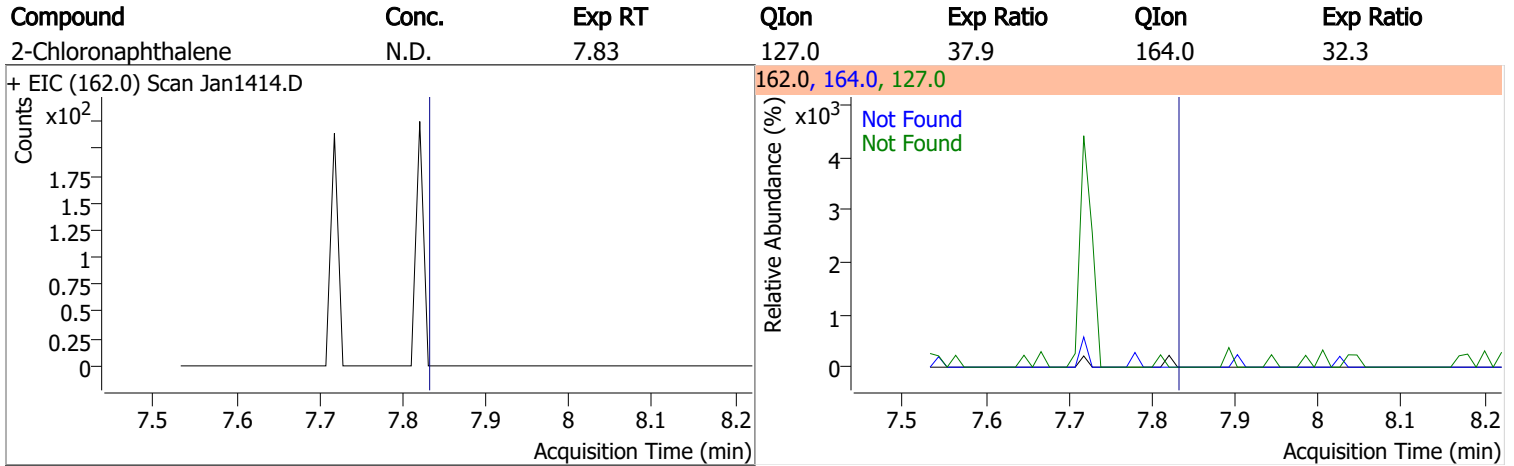 Compound Conc. Exp RT QIon Exp Ratio QIon Exp Ratio
2-Chloronaphthalene N.D. 7.83 127.0 37.9 164.0 32.3
+ EIC (162.0) Scan Jan1414.D
Counts
x10²
1.75
1.5
1.25
1
0.75
0.5
0.25
0
7.5 7.6 7.7 7.8 7.9 8 8.1 8.2
Acquisition Time (min)
162.0, 164.0, 127.0
Relative Abundance (%)
x10³
Not Found
Not Found
4
3
2
1
0
7.5 7.6 7.7 7.8 7.9 8 8.1 8.2
Acquisition Time (min)